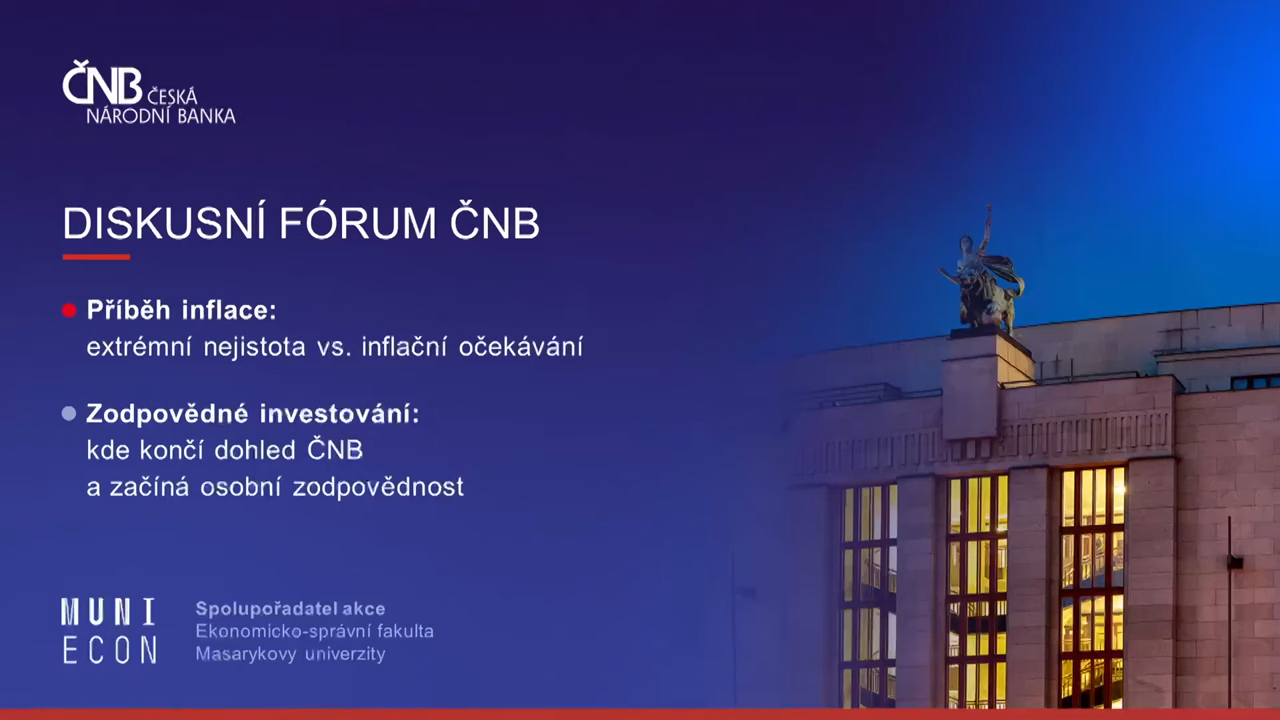 ČNB ČESKÁ
NÁRODNÍ BANKA
DISKUSNÍ FÓRUM ČNB
Příběh inflace:
extrémní nejistota vs. inflační očekávání
Zodpovědné investování:
kde končí dohled ČNB
a začíná osobní zodpovědnost
MUNI
ECON
Spolupořadatel akce
Ekonomicko-správní fakulta
Masarykovy univerzity